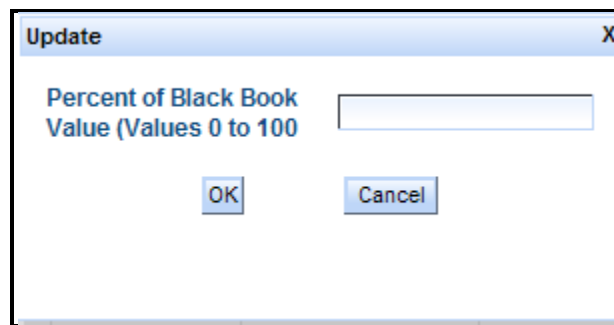 Update X
Percent of Black Book
Value (Values 0 to 100
OK Cancel